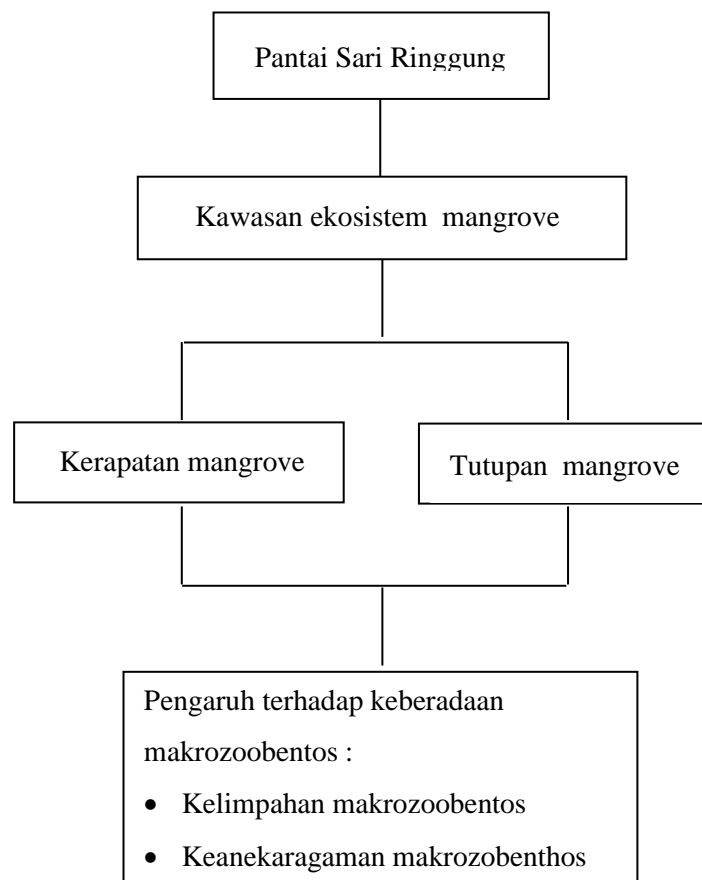 Pantai Sari Ringgung
Kawasan ekosistem mangrove
Kerapatan mangrove
Tutupan mangrove
Pengaruh terhadap keberadaan
makrozoobentos :
• Kelimpahan makrozoobentos
• Keanekaragaman makrozobenthos